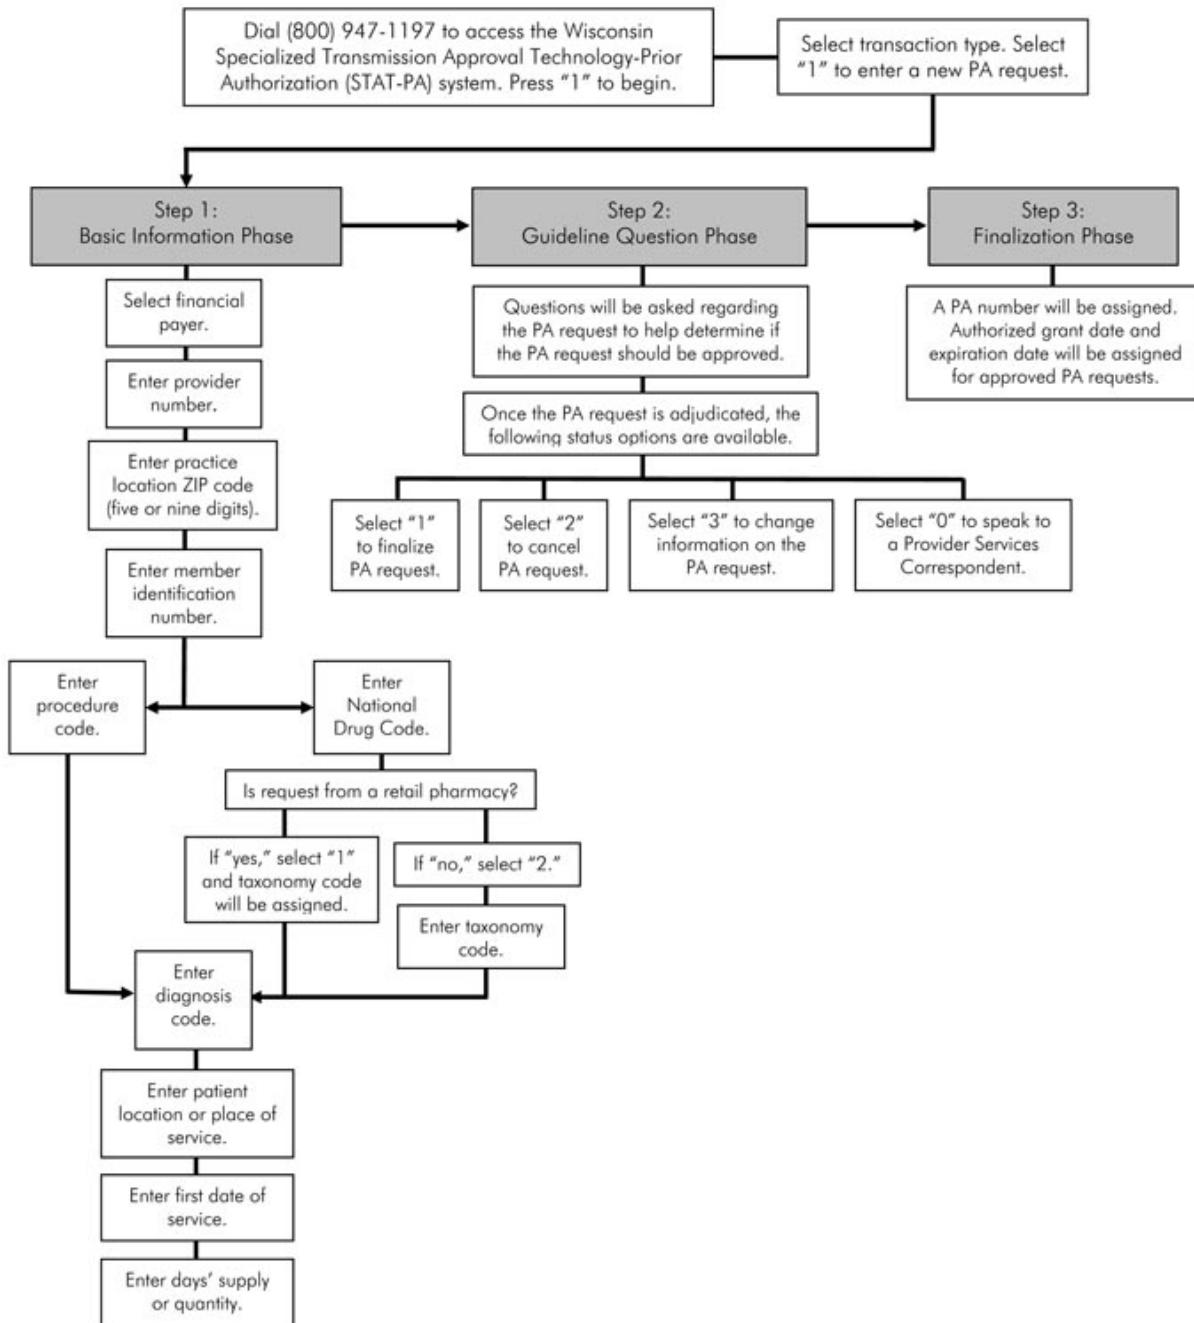 Dial (800) 947-1197 to access the Wisconsin
Specialized Transmission Approval Technology-Prior
Authorization (STAT-PA) system. Press “1” to begin.
Select transaction type. Select
“1” to enter a new PA request.
Step 1:
Basic Information Phase
Step 2:
Guideline Question Phase
Step 3:
Finalization Phase
Select financial
payer.
Enter provider
number.
Enter practice
location ZIP code
(five or nine digits).
Enter member
identification
number.
Enter
procedure
code.
Enter
National
Drug Code.
Is request from a retail pharmacy?
If “yes,” select “1”
and taxonomy code
will be assigned.
If “no,” select “2.”
Enter taxonomy
code.
Enter
diagnosis
code.
Enter patient
location or place of
service.
Enter first date of
service.
Enter days’ supply
or quantity.
Questions will be asked regarding
the PA request to help determine if
the PA request should be approved.
Once the PA request is adjudicated, the
following status options are available.
Select “1”
to finalize
PA request.
Select “2”
to cancel
PA request.
Select “3” to change
information on the
PA request.
Select “0” to speak to
a Provider Services
Correspondent.
A PA number will be assigned.
Authorized grant date and
expiration date will be assigned
for approved PA requests.